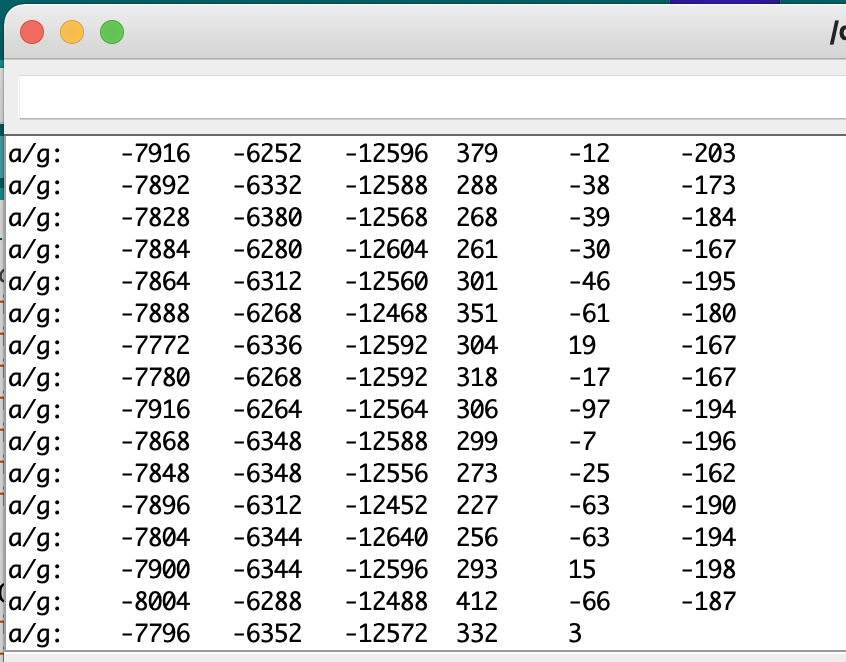 /
a/g: -7916 -6252 -12596 379 -12 -203
a/g: -7892 -6332 -12588 288 -38 -173
a/g: -7828 -6380 -12568 268 -39 -184
a/g: -7884 -6280 -12604 261 -30 -167
a/g: -7864 -6312 -12560 301 -46 -195
a/g: -7888 -6268 -12468 351 -61 -180
a/g: -7772 -6336 -12592 304 19 -167
a/g: -7780 -6268 -12592 318 -17 -167
a/g: -7916 -6264 -12564 306 -97 -194
a/g: -7868 -6348 -12588 299 -7 -196
a/g: -7848 -6348 -12556 273 -25 -162
a/g: -7896 -6312 -12452 227 -63 -190
a/g: -7804 -6344 -12640 256 -63 -194
a/g: -7900 -6344 -12596 293 15 -198
a/g: -8004 -6288 -12488 412 -66 -187
a/g: -7796 -6352 -12572 332 3